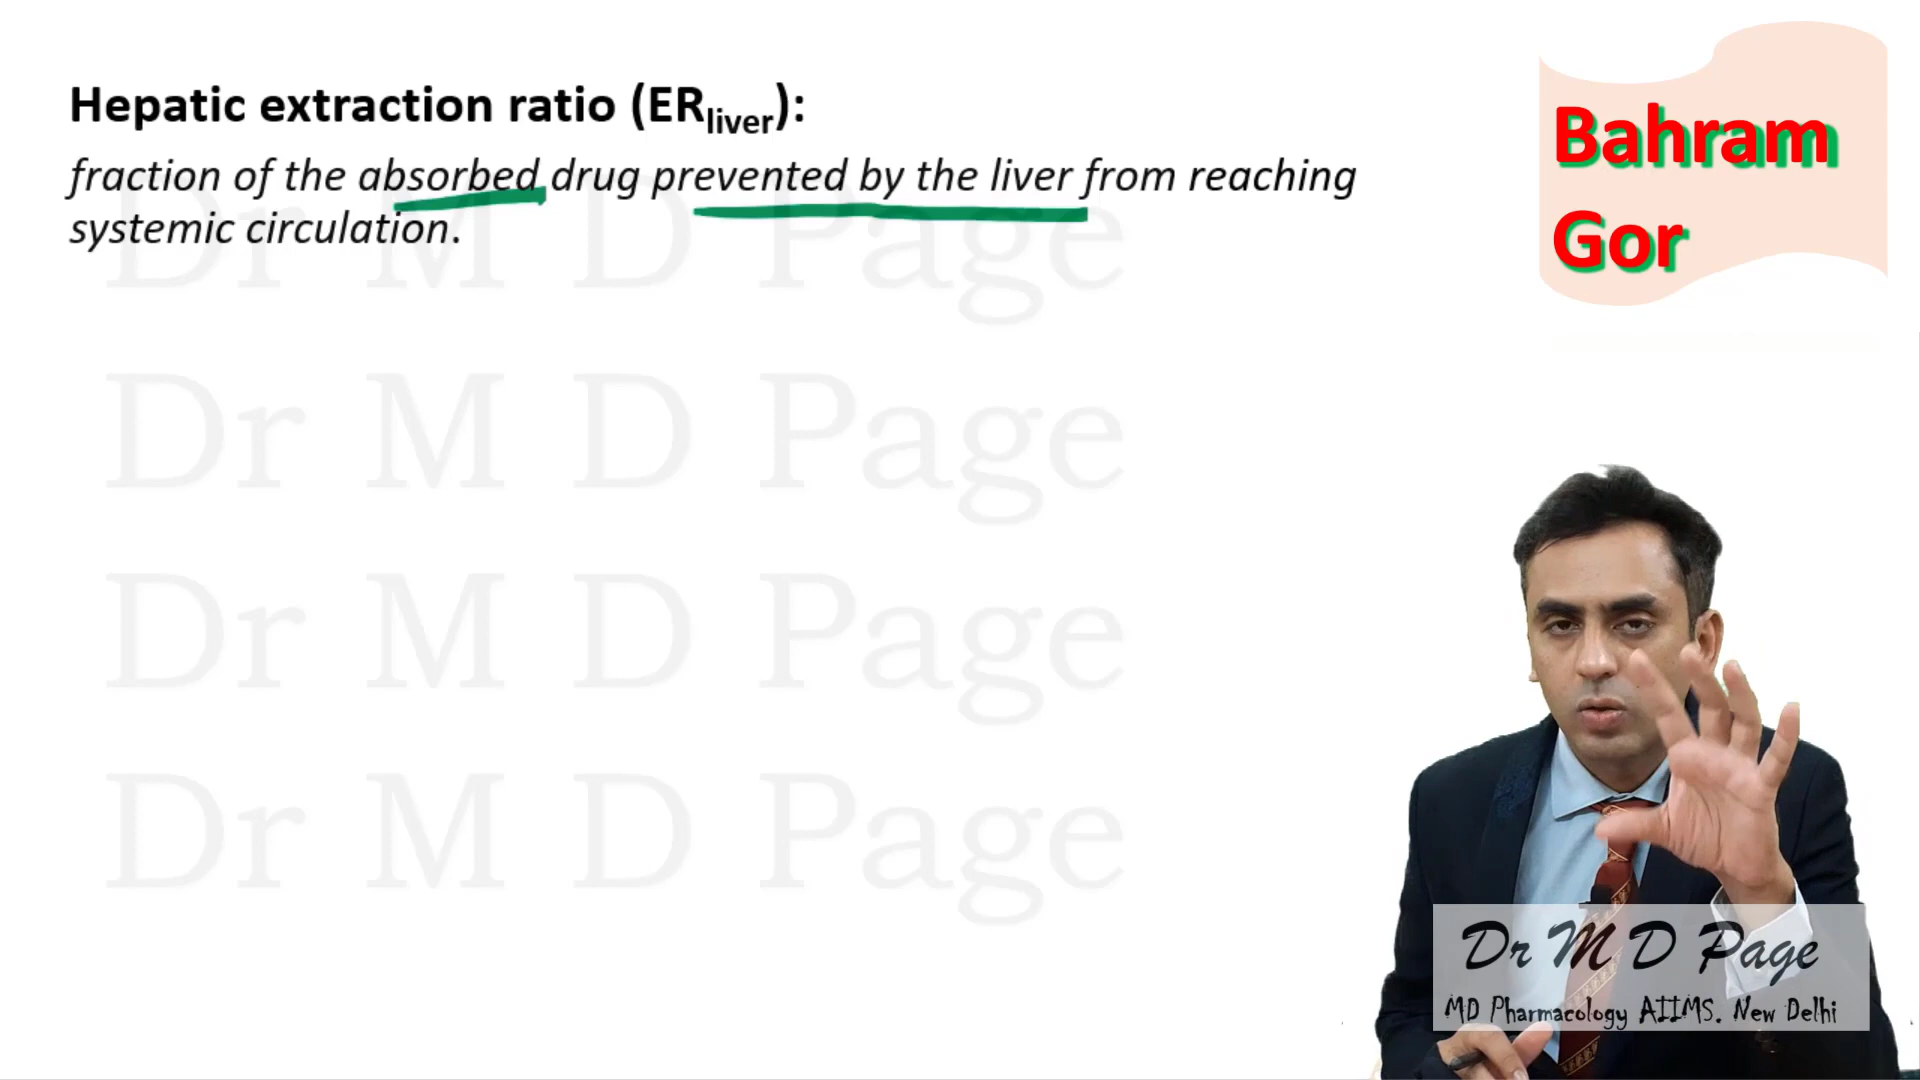 Hepatic extraction ratio (ERliver):
fraction of the absorbed drug prevented by the liver from reaching
systemic circulation.
Bahram
Gor
Dr M D Page
Dr M D Page
Dr M D Page
Dr M D Page
Dr M D Page
MD Pharmacology AIIMS. New Delhi